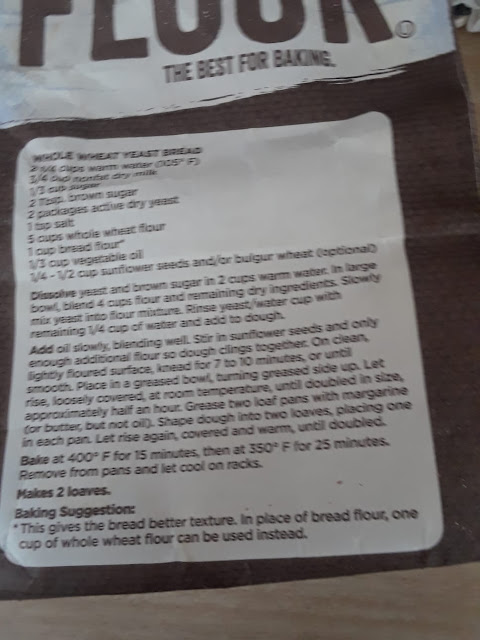 FLOUR
THE BEST FOR BAKING.
WHOLE WHEAT YEAST BREAD
2 1/4 cups warm water (105° F)
3/4 cup nonfat dry milk
1/3 cup sugar
2 Tbsp. brown sugar
2 packages active dry yeast
1 tsp salt
5 cups whole wheat flour
1 cup bread flour*
1/3 cup vegetable oil
1/4 - 1/2 cup sunflower seeds and/or bulgur wheat (optional)
Dissolve yeast and brown sugar in 2 cups warm water. In large
bowl, blend 4 cups flour and remaining dry ingredients. Slowly
mix yeast into flour mixture. Rinse yeast/water cup with
remaining 1/4 cup of water and add to dough.
Add oil slowly, blending well. Stir in sunflower seeds and only
enough additional flour so dough clings together. On clean,
lightly floured surface, knead for 7 to 10 minutes, or until
smooth. Place in a greased bowl, turning greased side up. Let
rise, loosely covered, at room temperature, until doubled in size,
approximately half an hour. Grease two loaf pans with margarine
(or butter, but not oil). Shape dough into two loaves, placing one
in each pan. Let rise again, covered and warm, until doubled.
Bake at 400° F for 15 minutes, then at 350° F for 25 minutes.
Remove from pans and let cool on racks.
Makes 2 loaves.
Baking Suggestion:
*This gives the bread better texture. In place of bread flour, one
cup of whole wheat flour can be used instead.